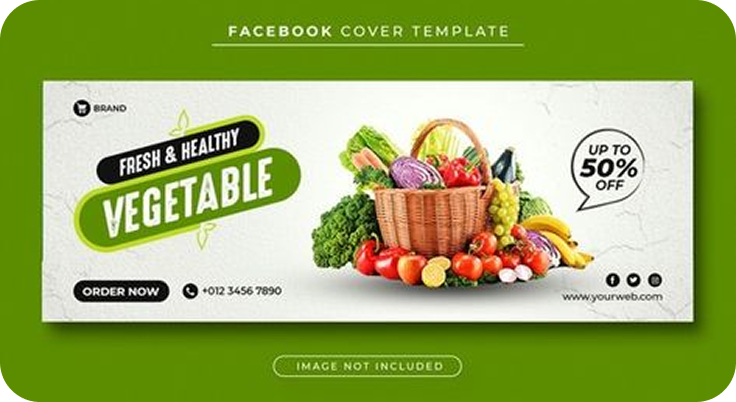 FACEBOOK COVER TEMPLATE
BRAND
FRESH & HEALTHY
VEGETABLE
UP TO
50%
OFF
ORDER NOW
+012 3456 7890
www.yourweb.com
IMAGE NOT INCLUDED